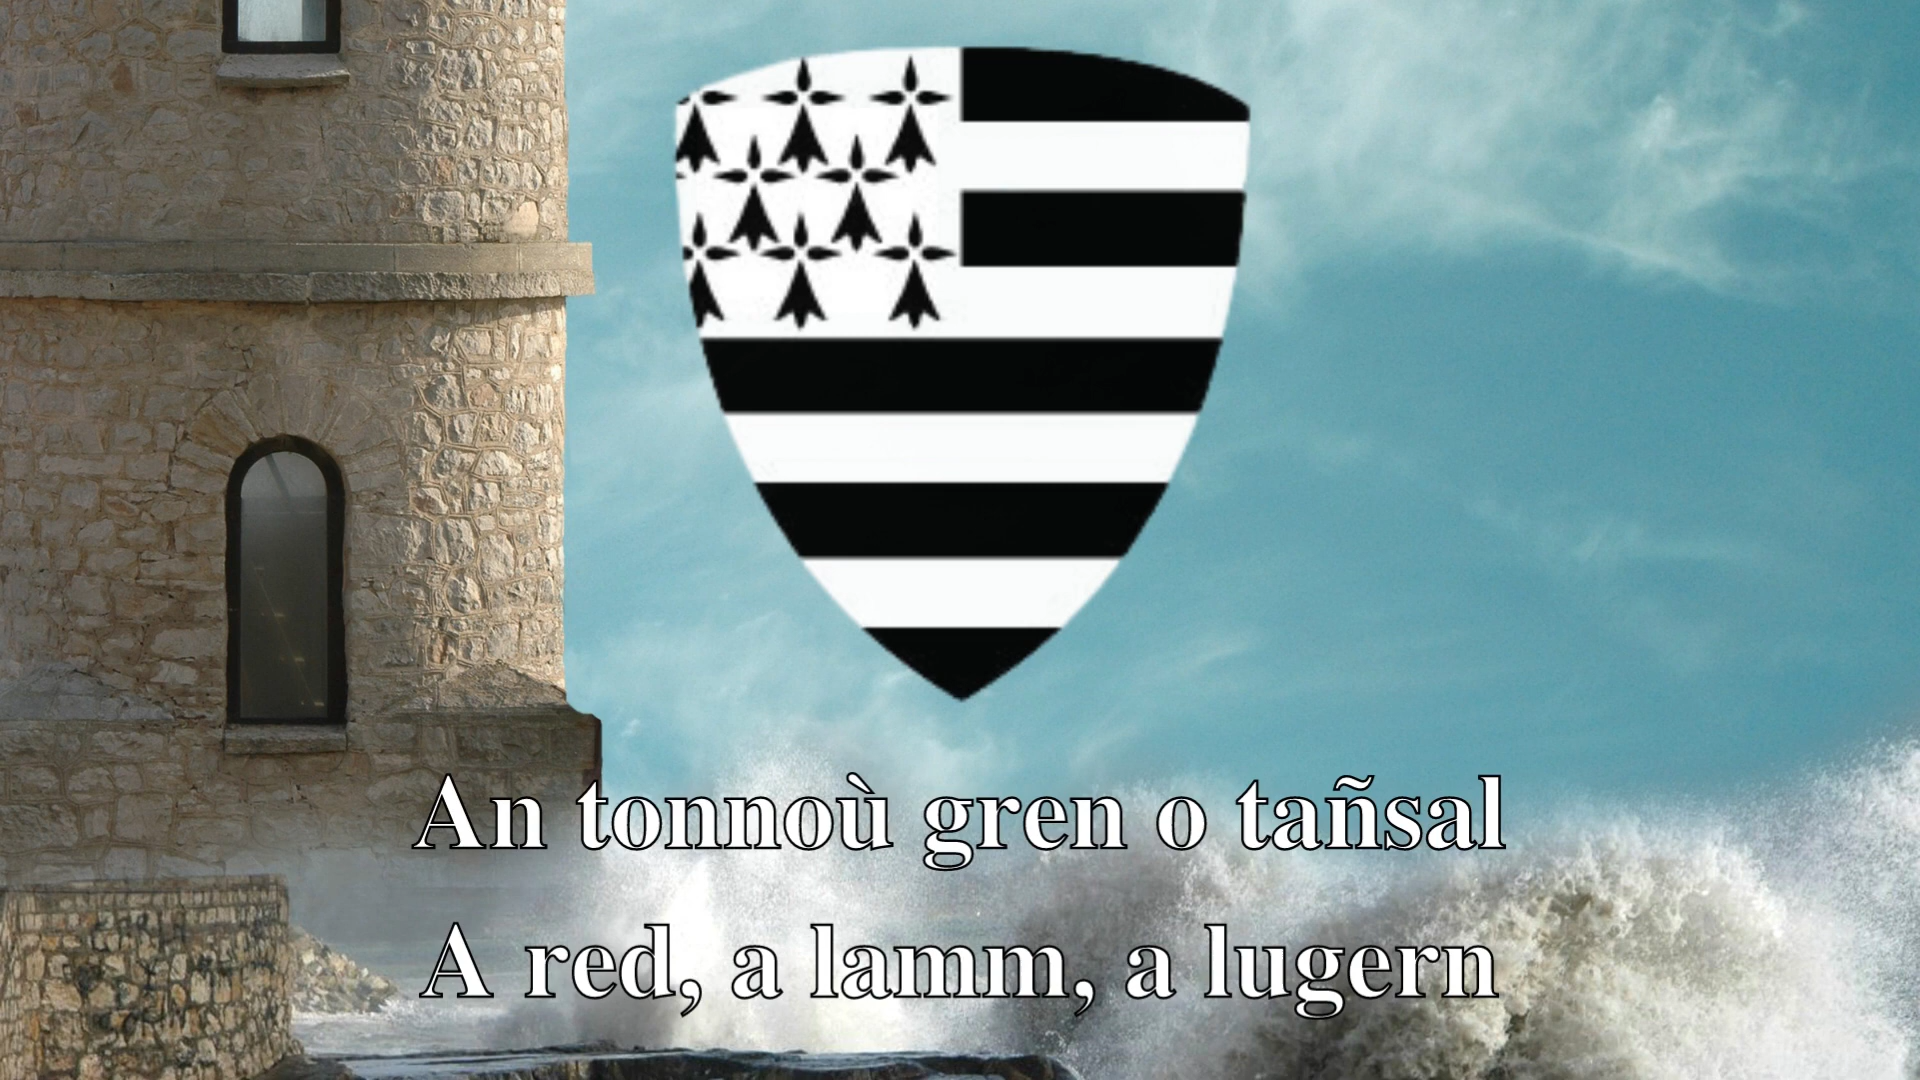 An tonnoù gren o tañsal
A red, a lamm, a lugern